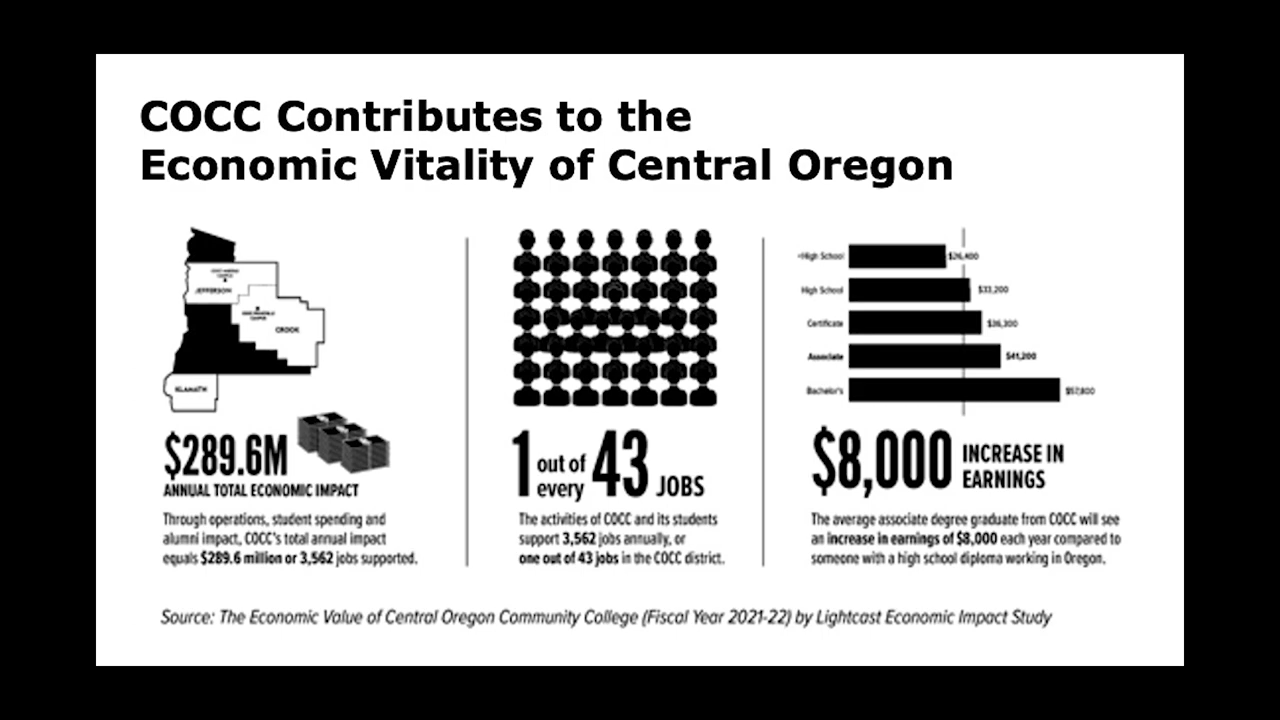 COCC Contributes to the
Economic Vitality of Central Oregon
JEFFERSON
CAMPUS
CROOK
KLAMATH
$289.6M
ANNUAL TOTAL ECONOMIC IMPACT
Through operations, student spending and
alumni impact, COCC's total annual impact
equals $289.6 million or 3,562 jobs supported.
1 out of every 43 JOBS
The activities of COCC and its students
support 3,562 jobs annually, or
one out of 43 jobs in the COCC district.
<High School $26,400
High School $33,200
Certificate $36,300
Associate $41,200
Bachelor's $57,800
$8,000 INCREASE IN
EARNINGS
The average associate degree graduate from COCC will see
an increase in earnings of $8,000 each year compared to
someone with a high school diploma working in Oregon.
Source: The Economic Value of Central Oregon Community College (Fiscal Year 2021-22) by Lightcast Economic Impact Study